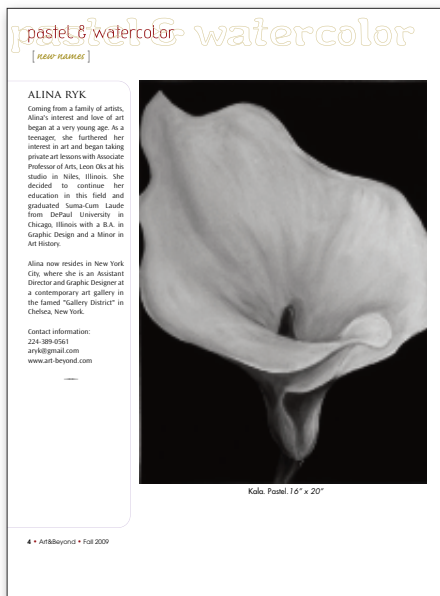 pastel & watercolor
pastel & watercolor
[ new names ]
ALINA RYK
Coming from a family of artists,
Alina's interest and love of art
began at a very young age. As a
teenager, she furthered her
interest in art and began taking
private art lessons with Associate
Professor of Arts, Leon Oks at his
studio in Niles, Illinois. She
decided to continue her
education in this field and
graduated Suma-Cum Laude
from DePaul University in
Chicago, Illinois with a B.A. in
Graphic Design and a Minor in
Art History.
Alina now resides in New York
City, where she is an Assistant
Director and Graphic Designer at
a contemporary art gallery in
the famed "Gallery District" in
Chelsea, New York.
Contact information:
224-389-0561
aryk@gmail.com
www.art-beyond.com
Kala. Pastel. 16" x 20"
4 • Art&Beyond • Fall 2009